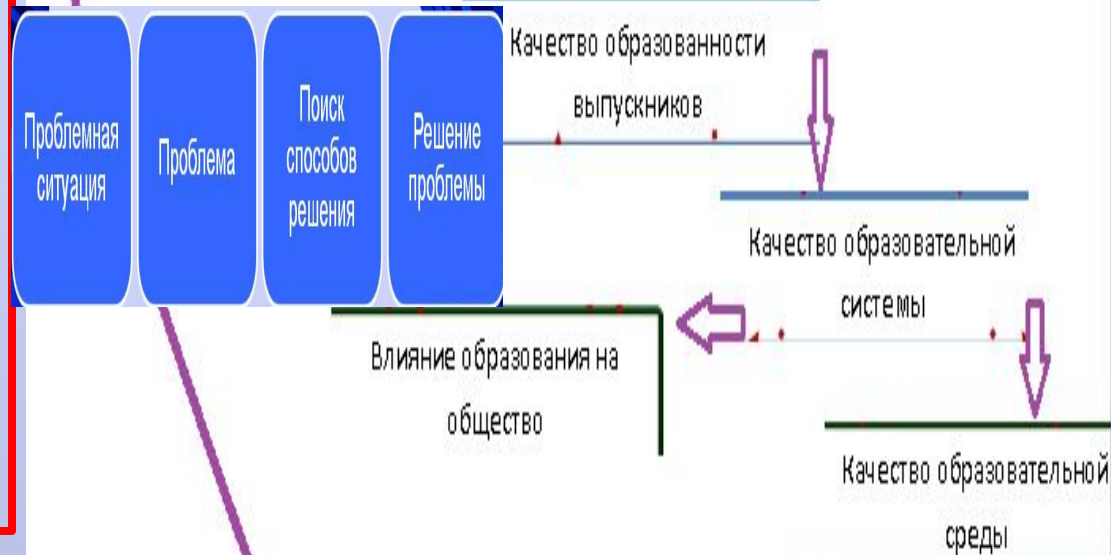 Проблемная
ситуация
Проблема
Поиск
способов
решения
Решение
проблемы
Качество образованности
выпускников
Качество образовательной
системы
Влияние образования на
общество
Качество образовательной
среды